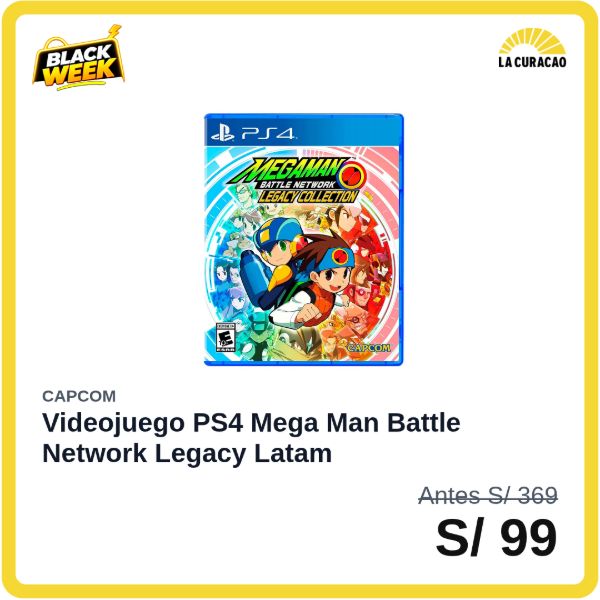 BLACK
WEEK
LA CURACAO
PS4
MEGAMAN
BATTLE NETWORK
LEGACY COLLECTION
E
CAPCOM
CAPCOM
Videojuego PS4 Mega Man Battle
Network Legacy Latam
Antes S/ 369
S/ 99